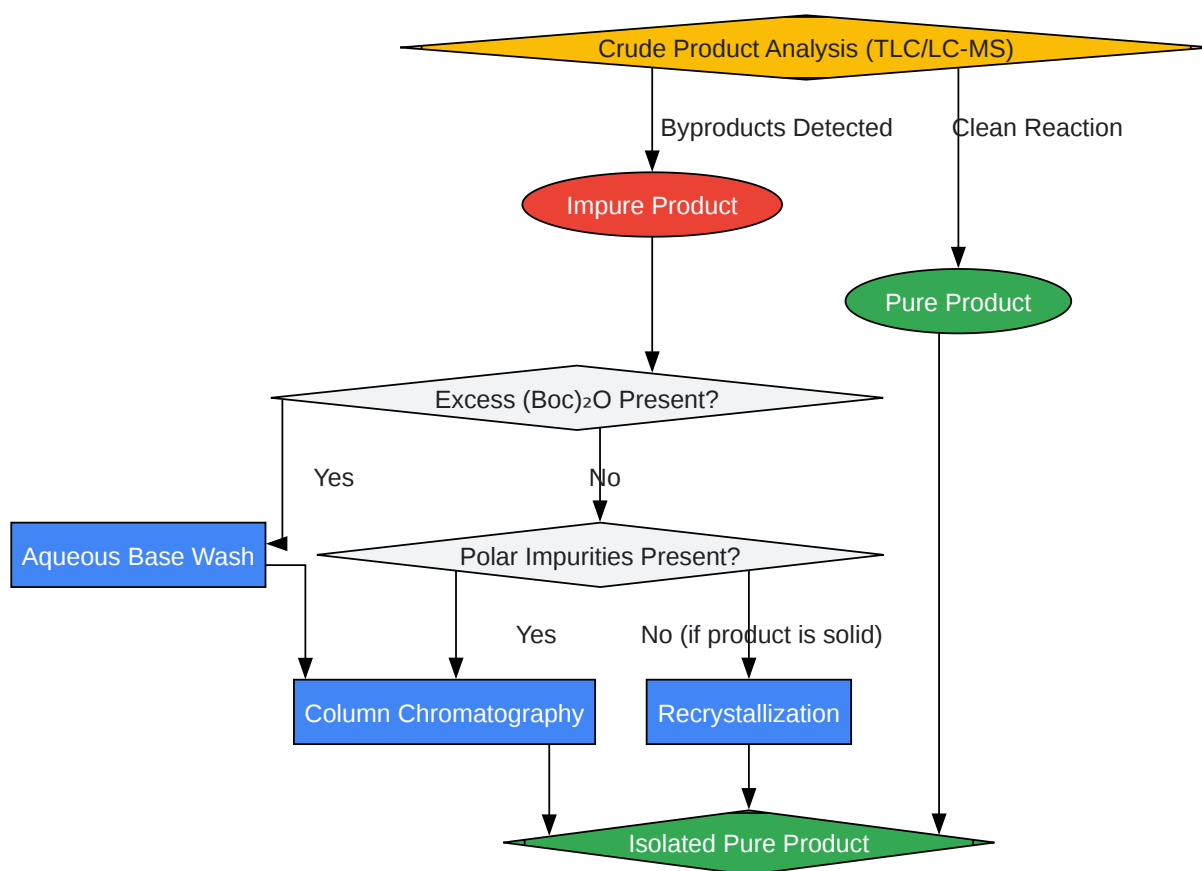 Crude Product Analysis (TLC/LC-MS)
Byproducts Detected
Clean Reaction
Impure Product
Pure Product
Excess (Boc)₂O Present?
Yes
No
Aqueous Base Wash
Polar Impurities Present?
Yes
No (if product is solid)
Column Chromatography
Recrystallization
Isolated Pure Product